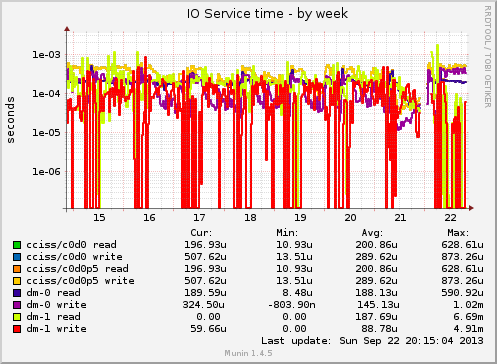 IO Service time - by week
RRDTOOL / TOBI OETIKER
seconds
1e-03
1e-04
1e-05
1e-06
15 16 17 18 19 20 21 22
Cur: Min: Avg: Max:
cciss/c0d0 read 196.93u 10.93u 200.86u 628.61u
cciss/c0d0 write 507.62u 13.51u 289.62u 873.26u
cciss/c0d0p5 read 196.93u 10.93u 200.86u 628.61u
cciss/c0d0p5 write 507.62u 13.51u 289.62u 873.26u
dm-0 read 189.59u 8.48u 188.13u 590.92u
dm-0 write 324.50u -803.90n 145.13u 1.02m
dm-1 read 0.00 0.00 187.69u 6.69m
dm-1 write 59.66u 0.00 88.78u 4.91m
Last update: Sun Sep 22 20:15:04 2013
Munin 1.4.5